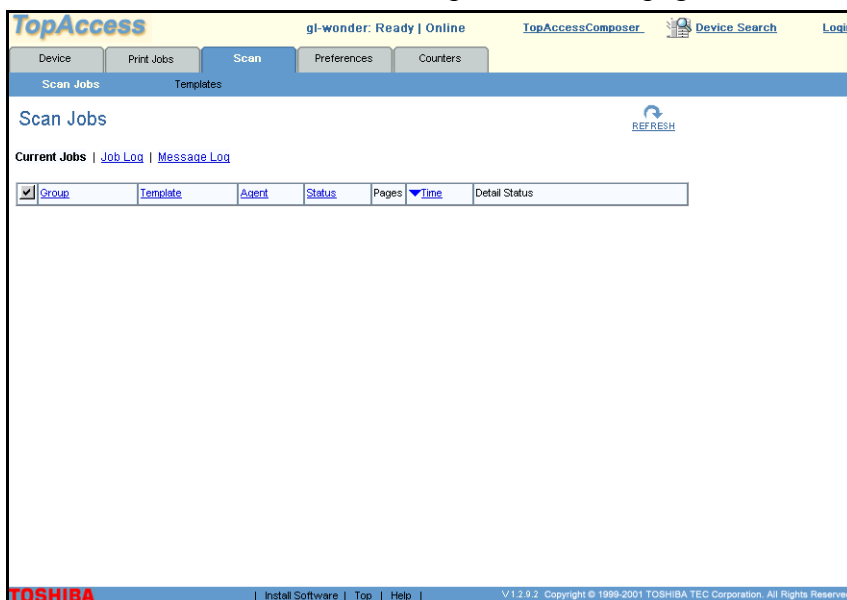 TopAccess gl-wonder: Ready | Online TopAccessComposer Device Search
Device Print Jobs Scan Preferences Counters
Scan Jobs Templates
Scan Jobs
REFRESH
Current Jobs | Job Log | Message Log
Group Template Agent Status Pages Time Detail Status
TOSHIBA | Install Software | Top | Help | V1.2.9.2 Copyright © 1999-2001 TOSHIBA TEC Corporation. All Rights Reserved